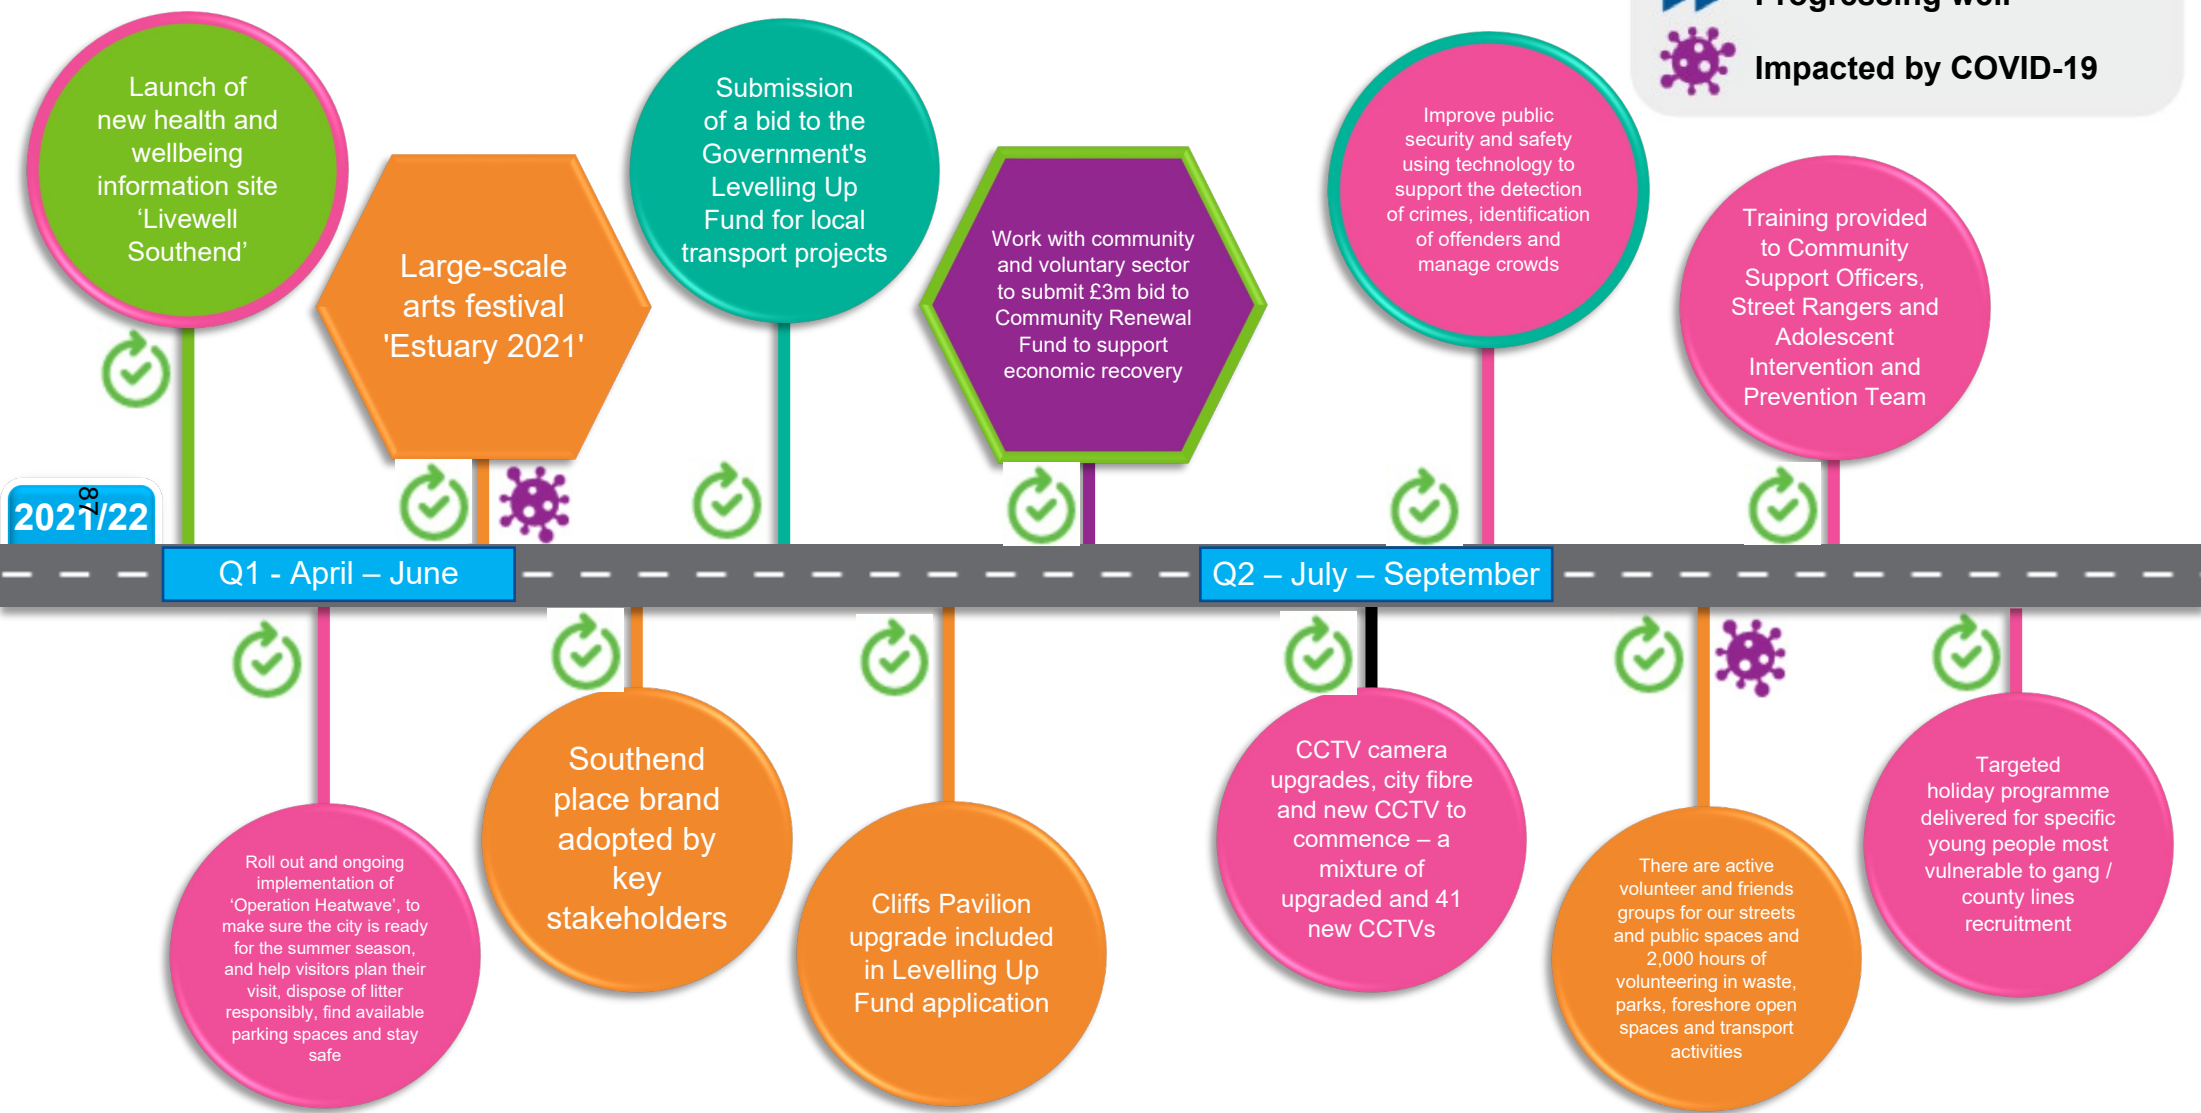 Progressing well
Impacted by COVID-19
Launch of
new health and
wellbeing
information site
‘Livewell
Southend’
Large-scale
arts festival
'Estuary 2021'
Submission
of a bid to the
Government's
Levelling Up
Fund for local
transport projects
Work with community
and voluntary sector
to submit £3m bid to
Community Renewal
Fund to support
economic recovery
Improve public
security and safety
using technology to
support the detection
of crimes, identification
of offenders and
manage crowds
Training provided
to Community
Support Officers,
Street Rangers and
Adolescent
Intervention and
Prevention Team
87
2021/22
Q1 - April – June
Q2 – July – September
Roll out and ongoing
implementation of
‘Operation Heatwave’, to
make sure the city is ready
for the summer season,
and help visitors plan their
visit, dispose of litter
responsibly, find available
parking spaces and stay
safe
Southend
place brand
adopted by
key
stakeholders
Cliffs Pavilion
upgrade included
in Levelling Up
Fund application
CCTV camera
upgrades, city fibre
and new CCTV to
commence – a
mixture of
upgraded and 41
new CCTVs
There are active
volunteer and friends
groups for our streets
and public spaces and
2,000 hours of
volunteering in waste,
parks, foreshore open
spaces and transport
activities
Targeted
holiday programme
delivered for specific
young people most
vulnerable to gang /
county lines
recruitment